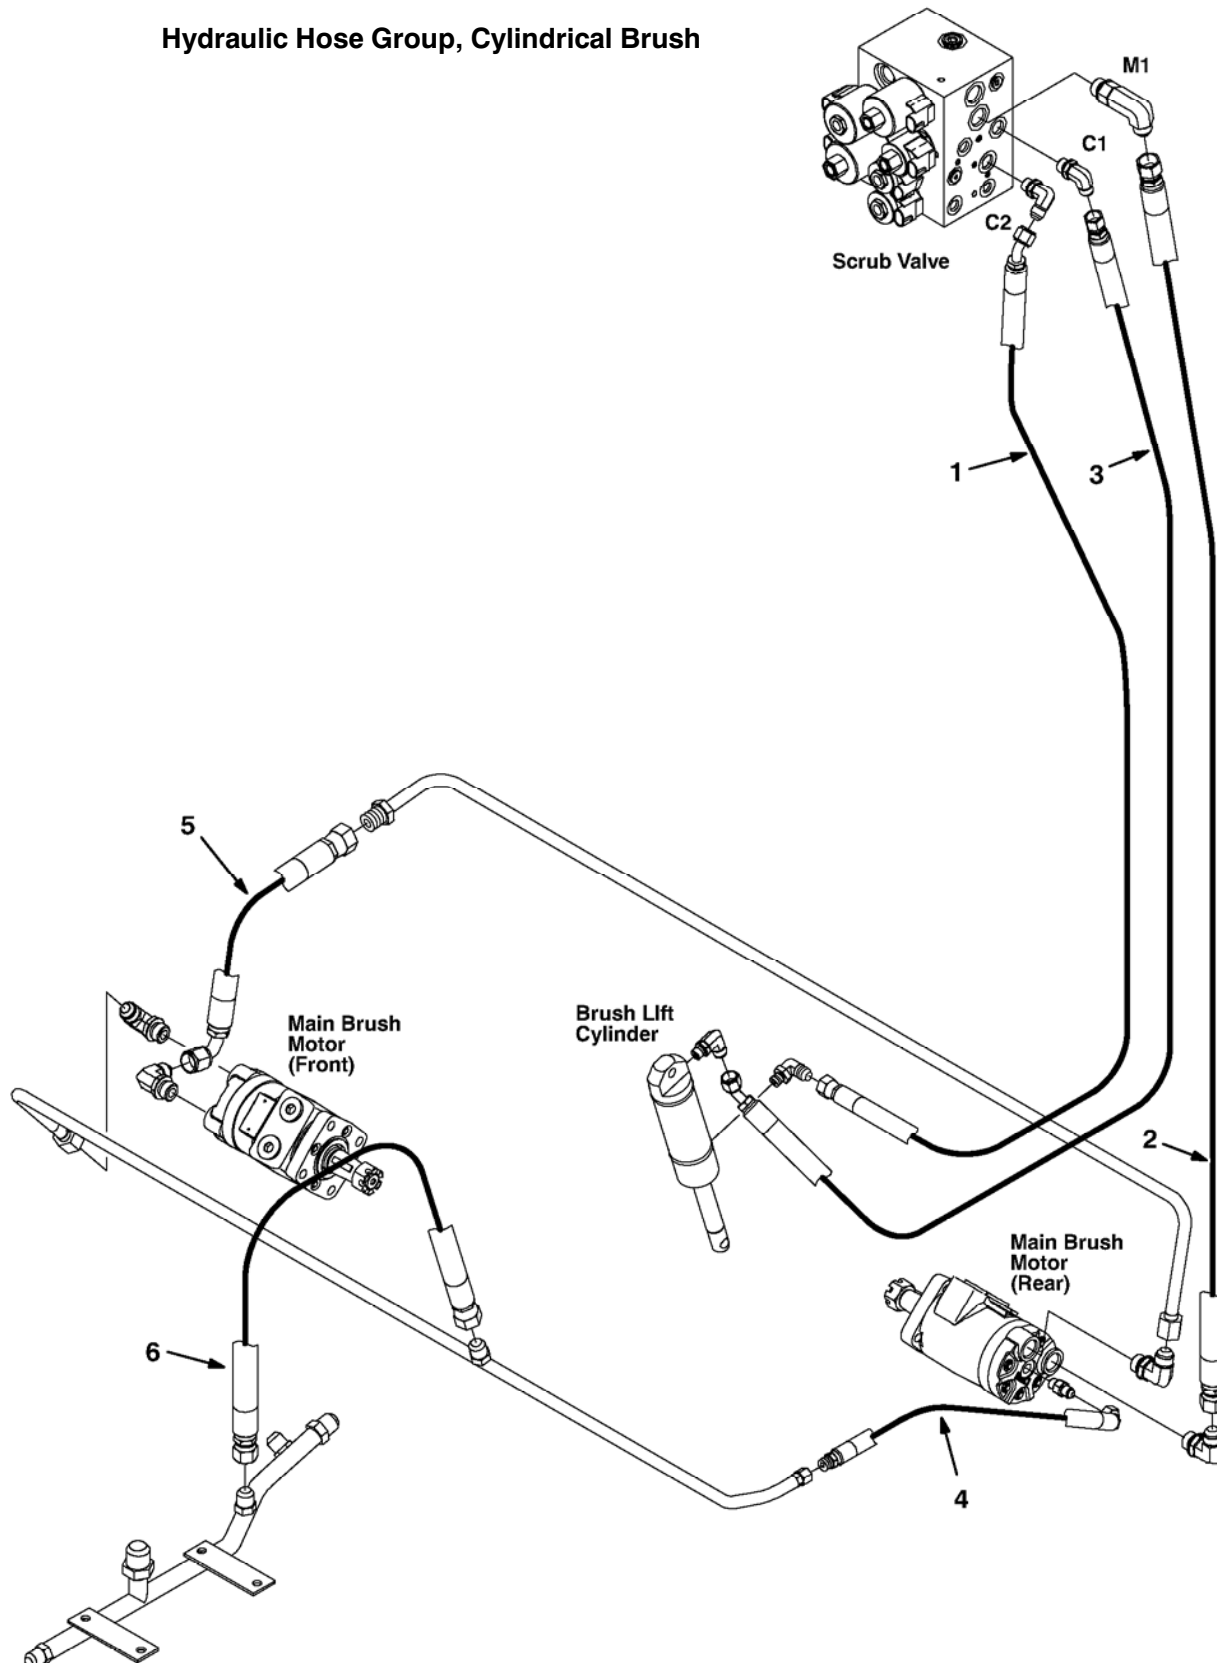 Hydraulic Hose Group, Cylindrical Brush
M1
C1
C2
Scrub Valve
1
3
5
Main Brush
Motor
(Front)
Brush LIft
Cylinder
2
Main Brush
Motor
(Rear)
6
4